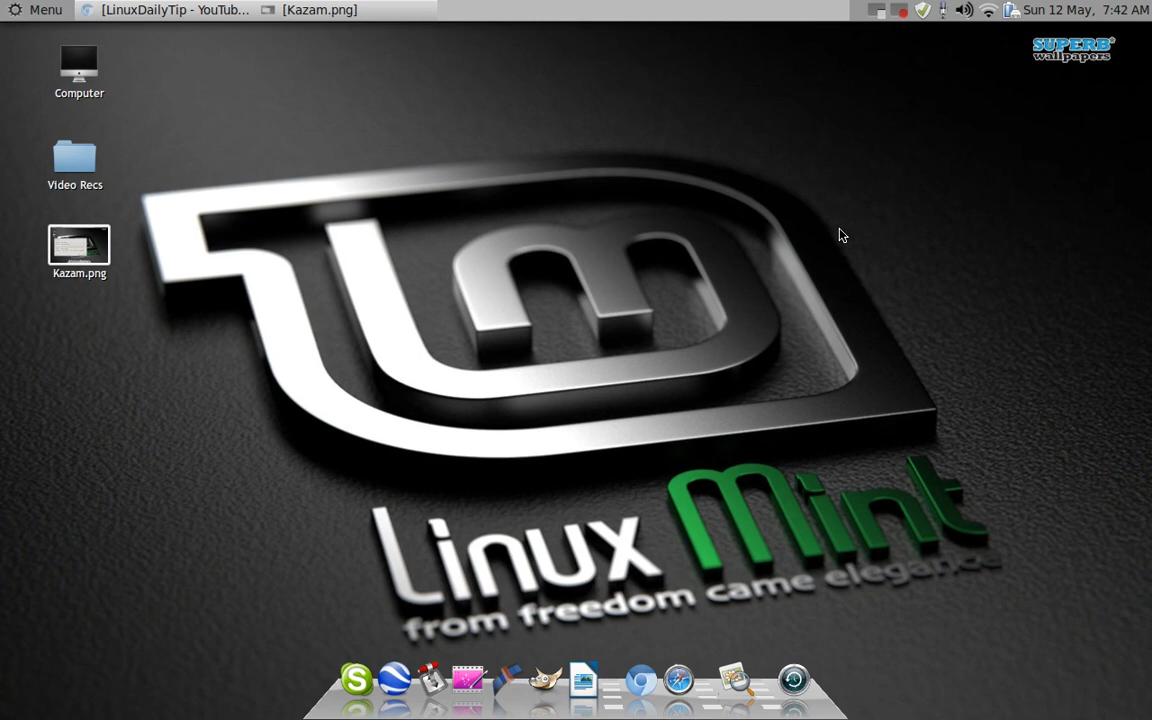 Menu
[LinuxDailyTip - YouTub...
[Kazam.png]
Sun 12 May, 7:42 AM
SUPERB
wallpapers
Computer
Video Recs
Kazam.png
Linux Mint
from freedom came elegance